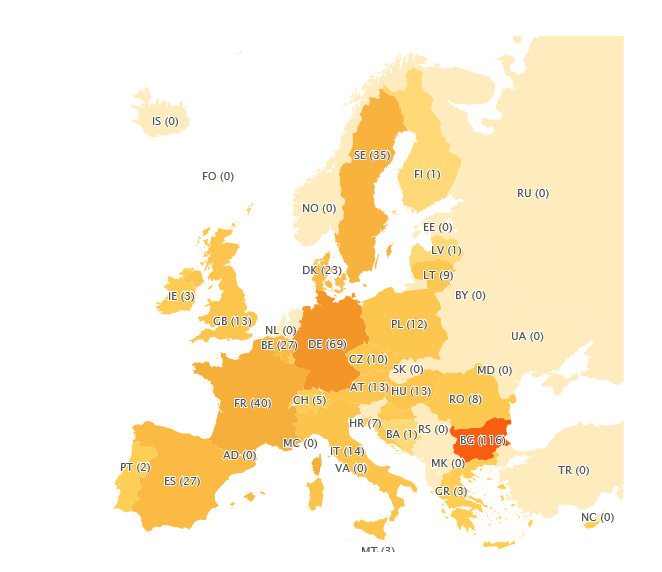 IS (0)
SE (35)
FI (1)
FO (0)
RU (0)
NO (0)
EE (0)
LV (1)
DK (23)
LT (9)
IE (3)
BY (0)
GB (13)
PL (12)
NL (0)
UA (0)
BE (27)
DE (69)
CZ (10)
SK (0)
MD (0)
AT (13)
HU (13)
CH (5)
RO (8)
FR (40)
HR (7)
RS (0)
BA (1)
BG (116)
MC (0)
IT (14)
AD (0)
MK (0)
PT (2)
VA (0)
TR (0)
ES (27)
GR (3)
NC (0)
MT (3)